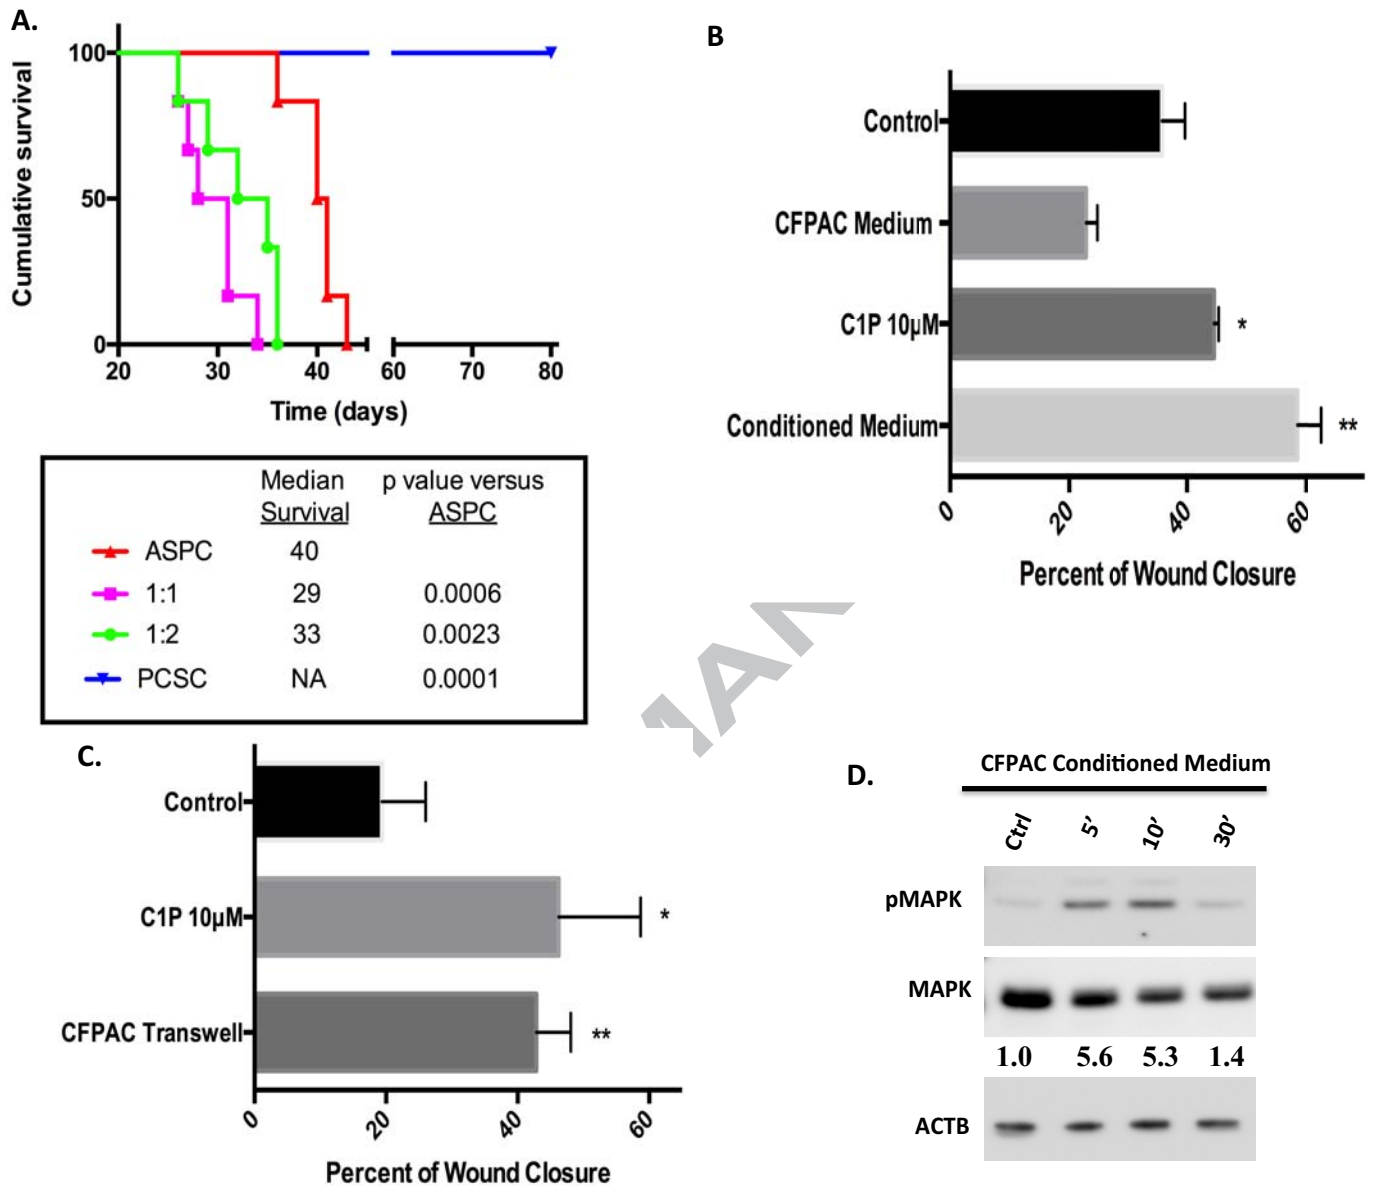 A.
Cumulative survival
100
50
0
20 30 40 60 70 80
Time (days)
Median Survival p value versus ASPC
ASPC 40
1:1 29 0.0006
1:2 33 0.0023
PCSC NA 0.0001
B
Control
CFPAC Medium
C1P 10µM *
Conditioned Medium **
0 20 40 60
Percent of Wound Closure
C.
Control
C1P 10µM *
CFPAC Transwell **
0 20 40 60
Percent of Wound Closure
D.
CFPAC Conditioned Medium
Ctrl 5′ 10′ 30′
pMAPK
MAPK
1.0 5.6 5.3 1.4
ACTB